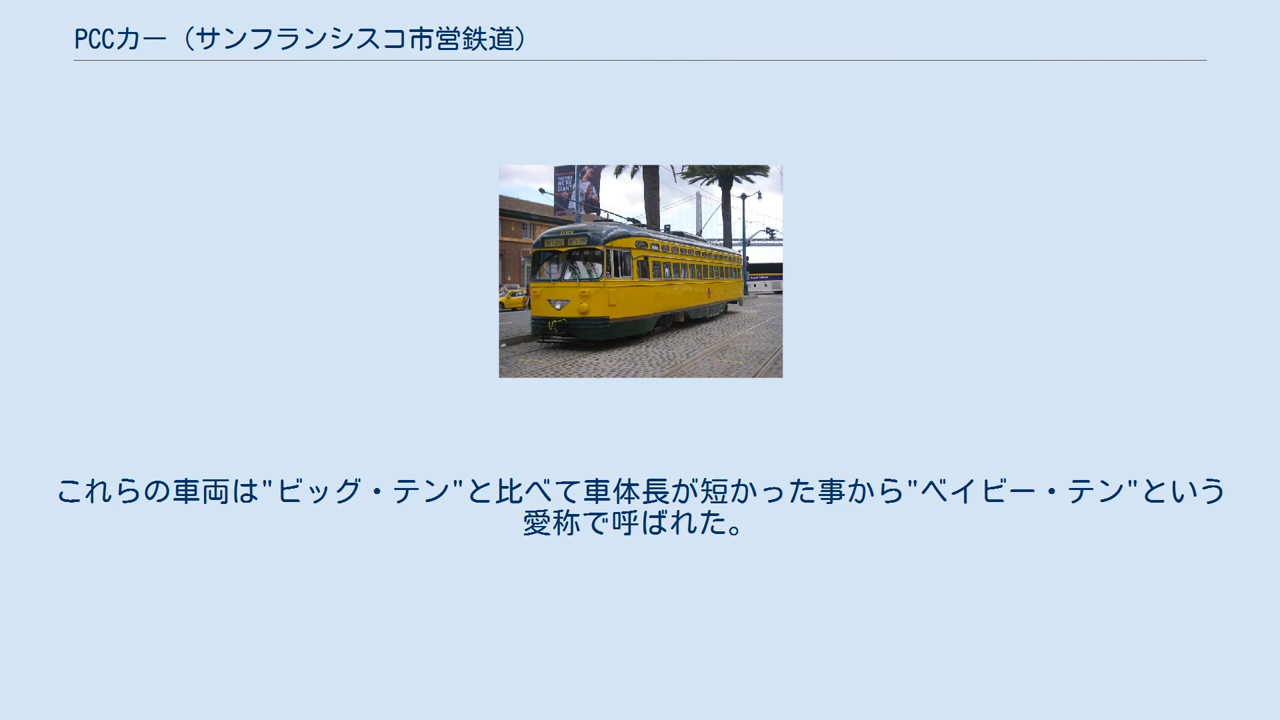 PCCカー（サンフランシスコ市営鉄道）
これらの車両は"ビッグ・テン"と比べて車体長が短かった事から"ベイビー・テン"という
愛称で呼ばれた。